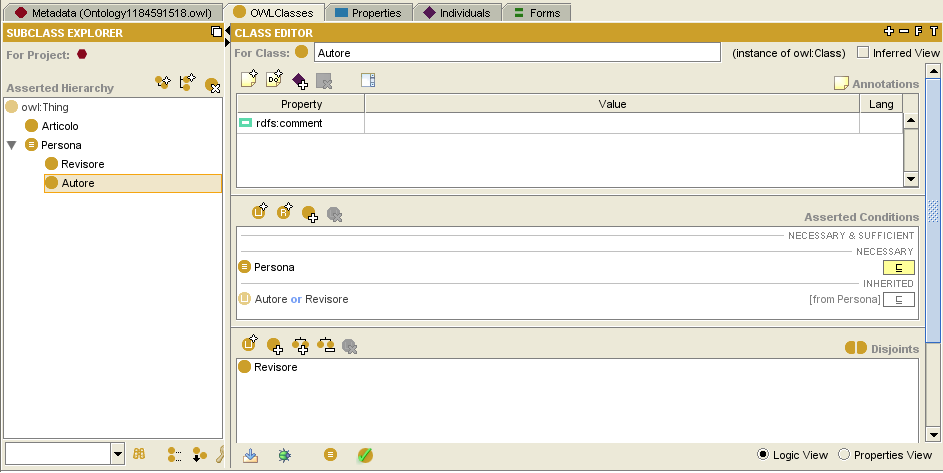 Metadata (Ontology1184591518.owl)
OWLClasses
Properties
Individuals
Forms
SUBCLASS EXPLORER
For Project:
Asserted Hierarchy
owl:Thing
Articolo
Persona
Revisore
Autore
CLASS EDITOR
F T
For Class: Autore (instance of owl:Class) Inferred View
Annotations
Property Value Lang
rdfs:comment
Asserted Conditions
NECESSARY & SUFFICIENT
NECESSARY
Persona ⊑
INHERITED
Autore or Revisore [from Persona] ⊑
Disjoints
Revisore
Logic View Properties View